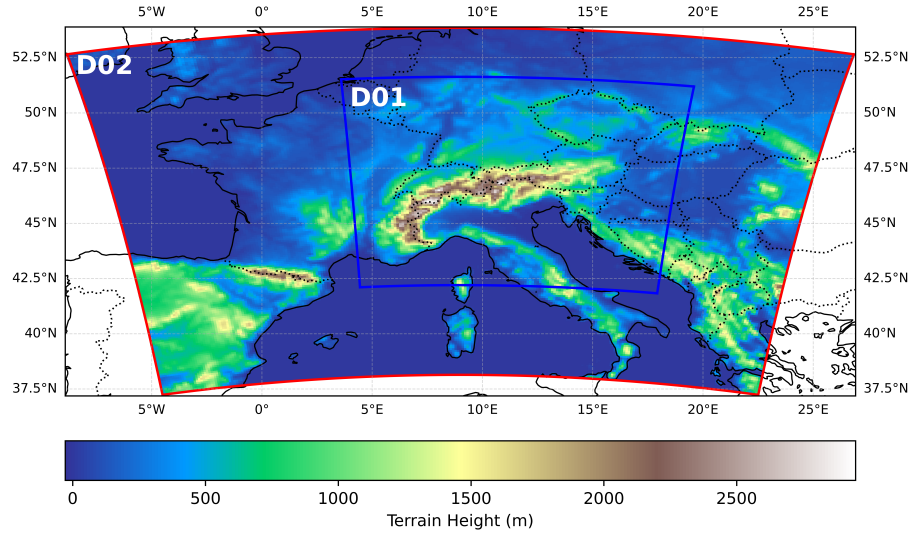 5°W 0° 5°E 10°E 15°E 20°E 25°E
52.5°N D02 52.5°N
50°N D01 50°N
47.5°N 47.5°N
45°N 45°N
42.5°N 42.5°N
40°N 40°N
37.5°N 37.5°N
5°W 0° 5°E 10°E 15°E 20°E 25°E
0 500 1000 1500 2000 2500
Terrain Height (m)